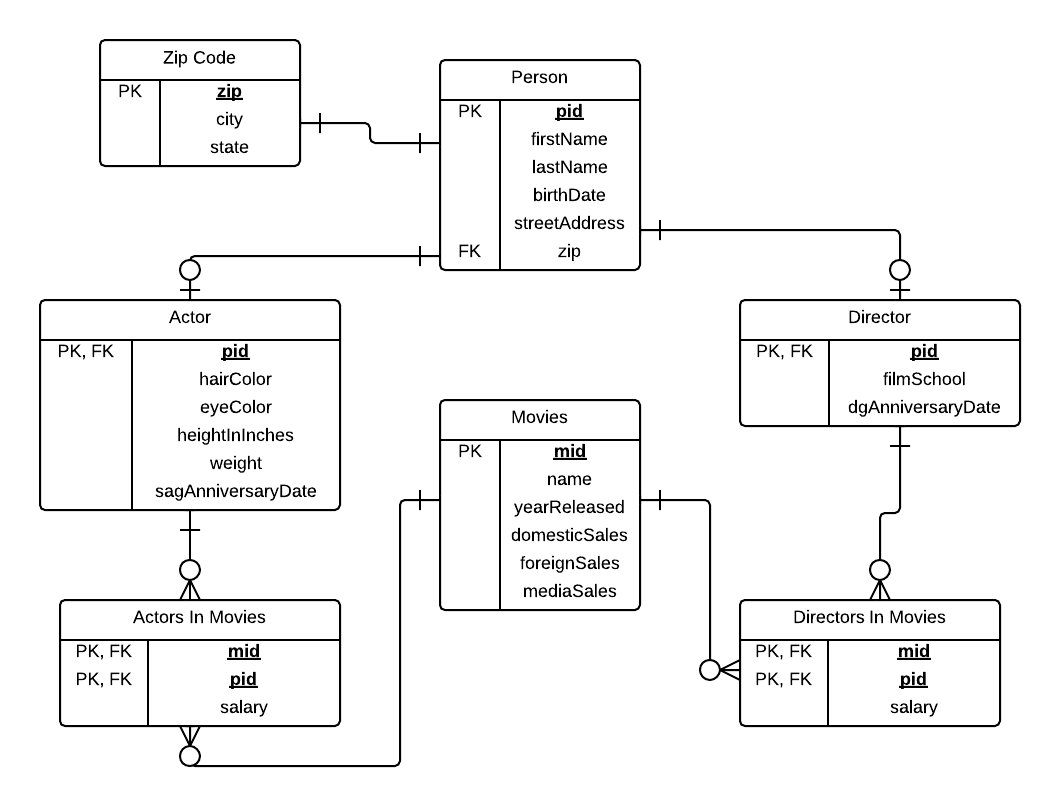 Zip Code
PK zip
city
state
Person
PK pid
firstName
lastName
birthDate
streetAddress
FK zip
Actor
PK, FK pid
hairColor
eyeColor
heightInInches
weight
sagAnniversaryDate
Director
PK, FK pid
filmSchool
dgAnniversaryDate
Movies
PK mid
name
yearReleased
domesticSales
foreignSales
mediaSales
Actors In Movies
PK, FK mid
PK, FK pid
salary
Directors In Movies
PK, FK mid
PK, FK pid
salary